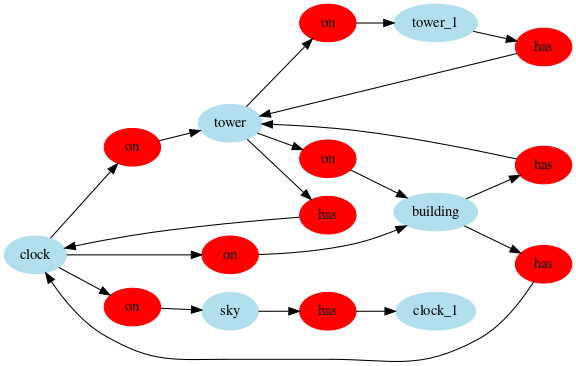 on
tower_1
has
tower
on
on
has
has
building
clock
on
has
on
sky
has
clock_1